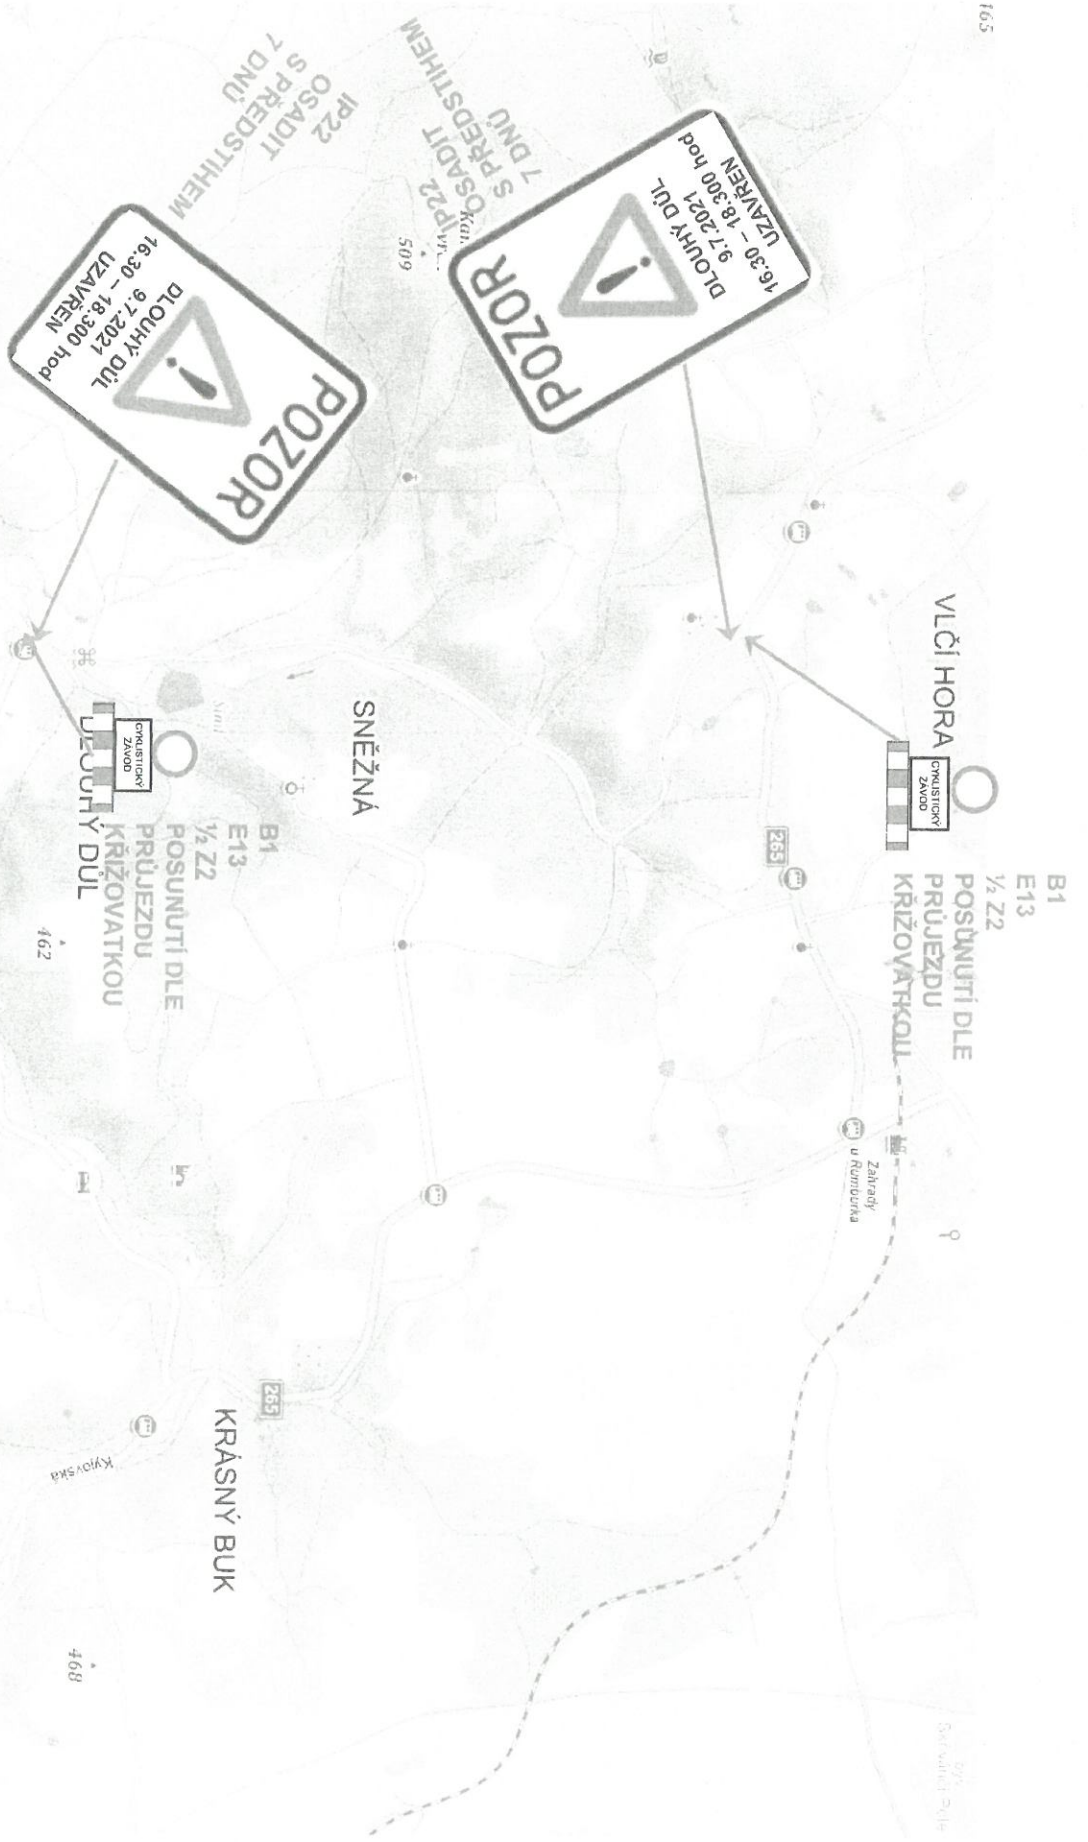 165
B1
E13
½ Z2
POSUNUTÍ DLE
PRŮJEZDU
KŘIŽOVATKOU
VLČÍ HORA
CYKLISTICKÝ
ZÁVOD
Zahrady
u Rumburka
265
POZOR
DLOUHÝ DŮL
9.7.2021
16.30 – 18.300 hod
UZAVŘEN
IP22
OSADIT
S PŘEDSTIHEM
7 DNŮ
509
SNĚŽNÁ
IP22
OSADIT
S PŘEDSTIHEM
7 DNŮ
POZOR
DLOUHÝ DŮL
9.7.2021
16.30 – 18.300 hod
UZAVŘEN
B1
E13
½ Z2
POSUNUTÍ DLE
PRŮJEZDU
KŘIŽOVATKOU
CYKLISTICKÝ
ZÁVOD
DLOUHÝ DŮL
462
265
KRÁSNÝ BUK
Kyjovská
468